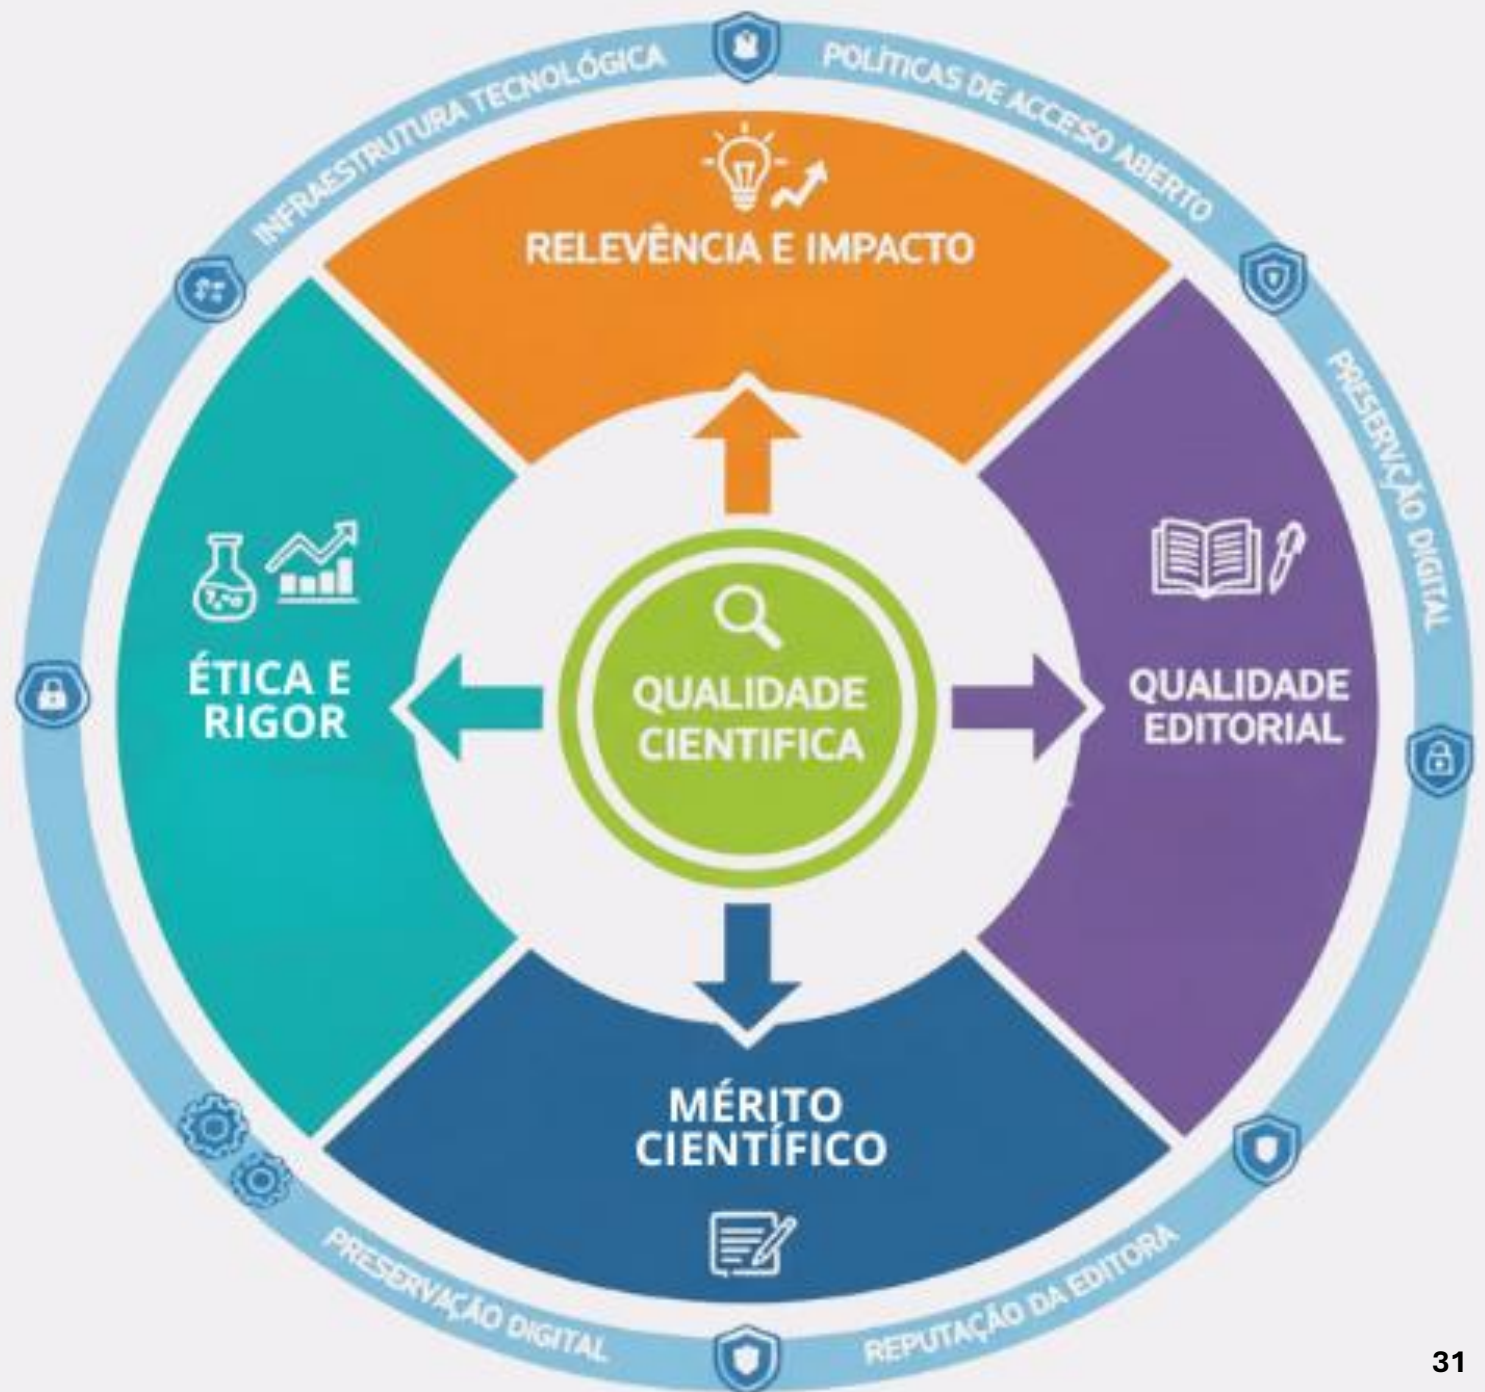 INFRAESTRUTURA TECNOLÓGICA
POLÍTICAS DE ACCESO ABERTO
RELEVÊNCIA E IMPACTO
PRESERVÇÃO DIGITAL
ÉTICA E
RIGOR
QUALIDADE
CIENTIFICA
QUALIDADE
EDITORIAL
MÉRITO
CIENTÍFICO
PRESERVAÇÃO DIGITAL
REPUTAÇÃO DA EDITORA
31